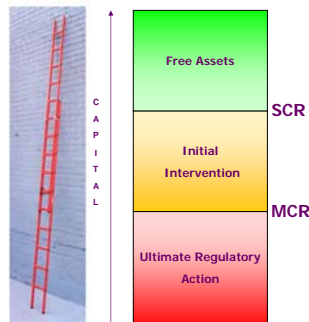 C
A
P
I
T
A
L
Free Assets
SCR
Initial
Intervention
MCR
Ultimate Regulatory
Action